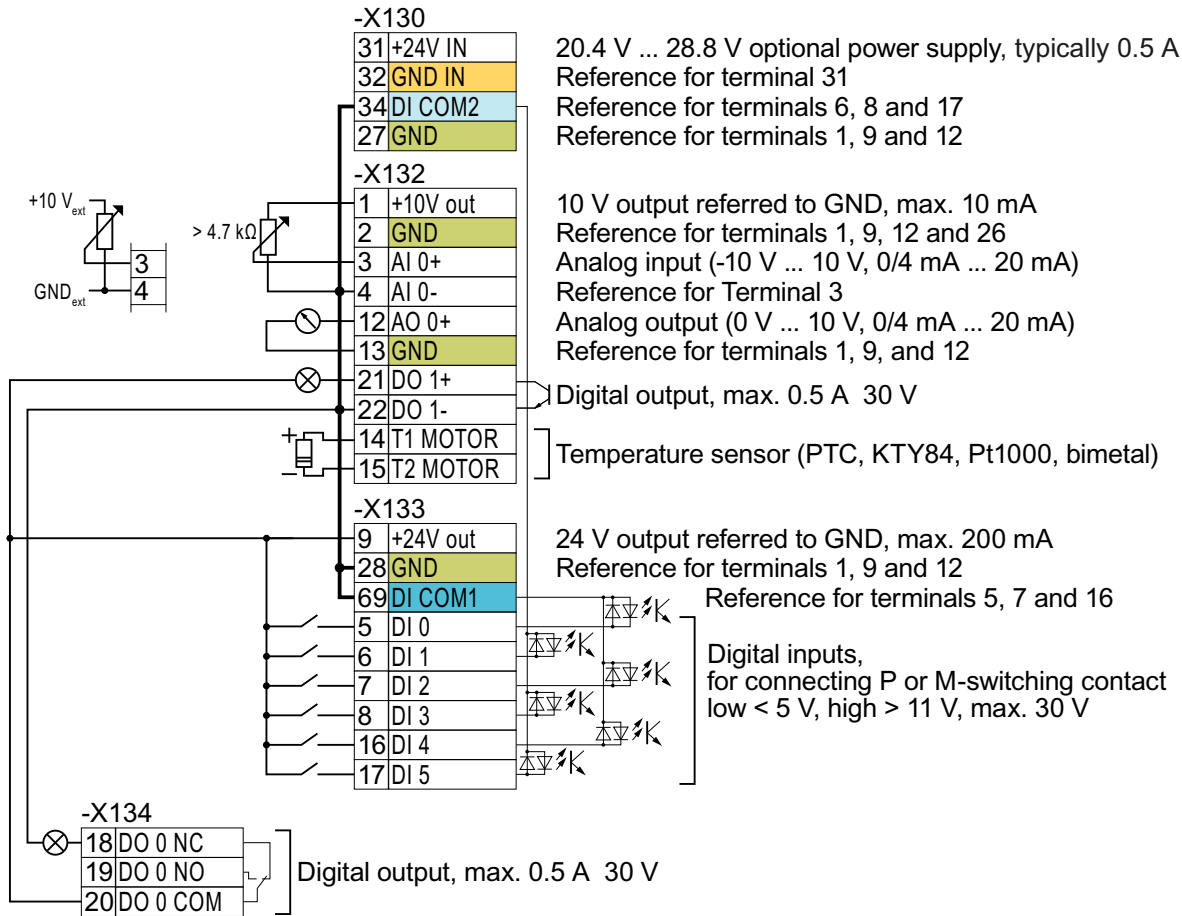 -X130
31 +24V IN 20.4 V ... 28.8 V optional power supply, typically 0.5 A
32 GND IN Reference for terminal 31
34 DI COM2 Reference for terminals 6, 8 and 17
27 GND Reference for terminals 1, 9 and 12
-X132
1 +10V out 10 V output referred to GND, max. 10 mA
2 GND Reference for terminals 1, 9, 12 and 26
3 AI 0+ Analog input (-10 V ... 10 V, 0/4 mA ... 20 mA)
4 AI 0- Reference for Terminal 3
12 AO 0+ Analog output (0 V ... 10 V, 0/4 mA ... 20 mA)
13 GND Reference for terminals 1, 9, and 12
21 DO 1+
22 DO 1-
Digital output, max. 0.5 A 30 V
14 T1 MOTOR
15 T2 MOTOR
Temperature sensor (PTC, KTY84, Pt1000, bimetal)
+10 Vext
3
GNDext 4
> 4.7 kΩ
+
−
-X133
9 +24V out 24 V output referred to GND, max. 200 mA
28 GND Reference for terminals 1, 9 and 12
69 DI COM1 Reference for terminals 5, 7 and 16
5 DI 0
6 DI 1
7 DI 2
8 DI 3
16 DI 4
17 DI 5
Digital inputs,
for connecting P or M-switching contact
low < 5 V, high > 11 V, max. 30 V
-X134
18 DO 0 NC
19 DO 0 NO
20 DO 0 COM
Digital output, max. 0.5 A 30 V